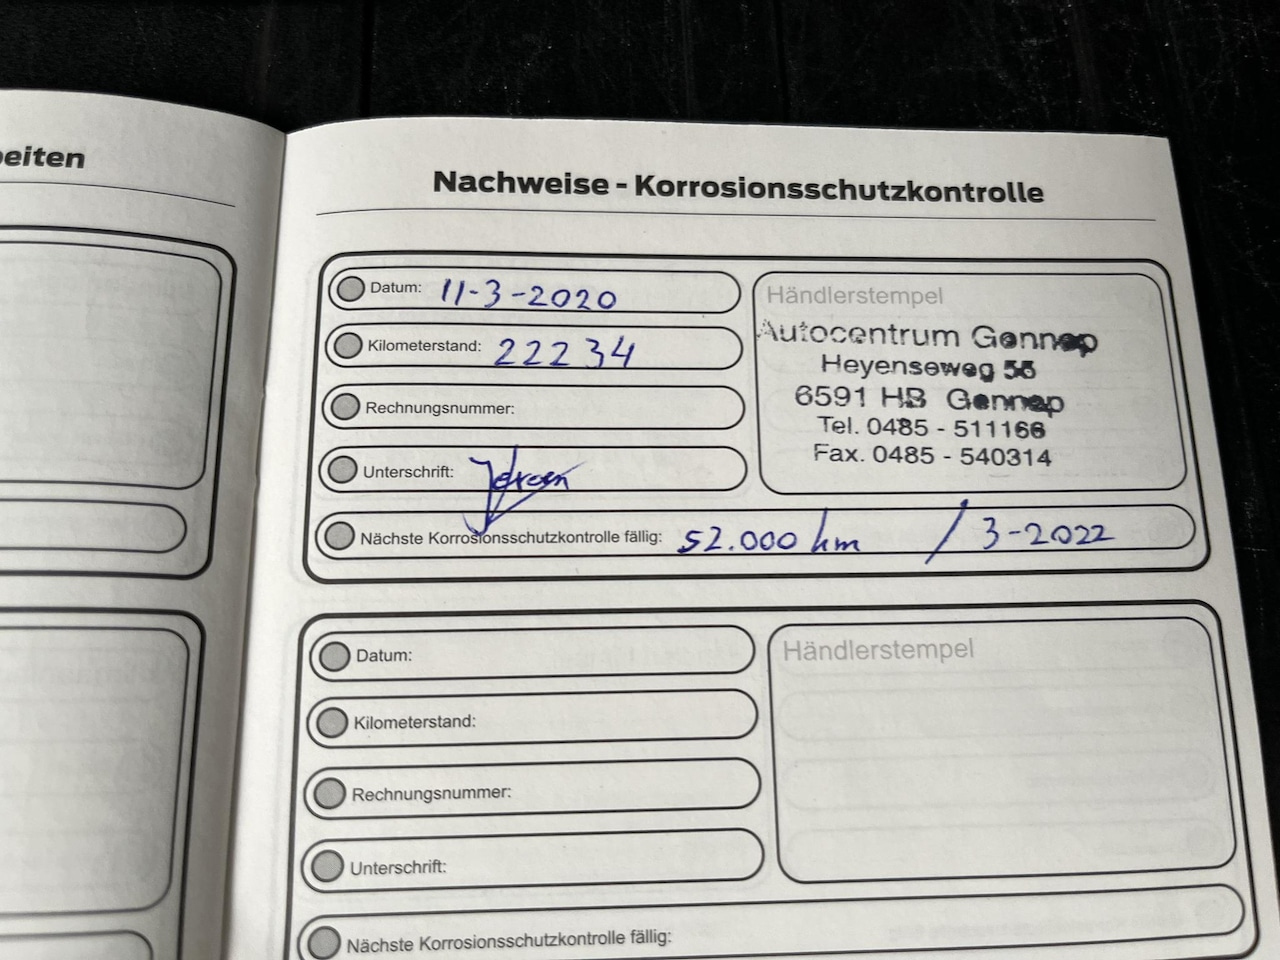 eiten
Nachweise - Korrosionsschutzkontrolle
Datum: 11-3-2020
Kilometerstand: 22234
Rechnungsnummer:
Unterschrift:
Händlerstempel
Autocentrum Gennep
Heyenseweg 56
6591 HB Gennep
Tel. 0485 - 511166
Fax. 0485 - 540314
Nächste Korrosionsschutzkontrolle fällig: 52.000 km / 3-2022
Datum:
Kilometerstand:
Rechnungsnummer:
Unterschrift:
Händlerstempel
Nächste Korrosionsschutzkontrolle fällig: